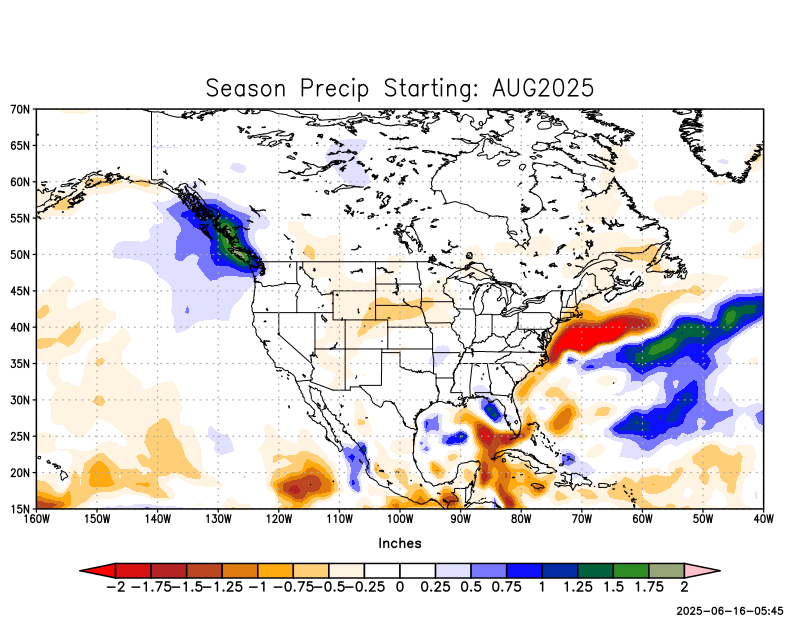 Season Precip Starting: AUG2025
70N
65N
60N
55N
50N
45N
40N
35N
30N
25N
20N
15N
160W 150W 140W 130W 120W 110W 100W 90W 80W 70W 60W 50W 40W
Inches
−2 −1.75−1.5−1.25 −1 −0.75−0.5−0.25 0 0.25 0.5 0.75 1 1.25 1.5 1.75 2
2025−06−16−05:45